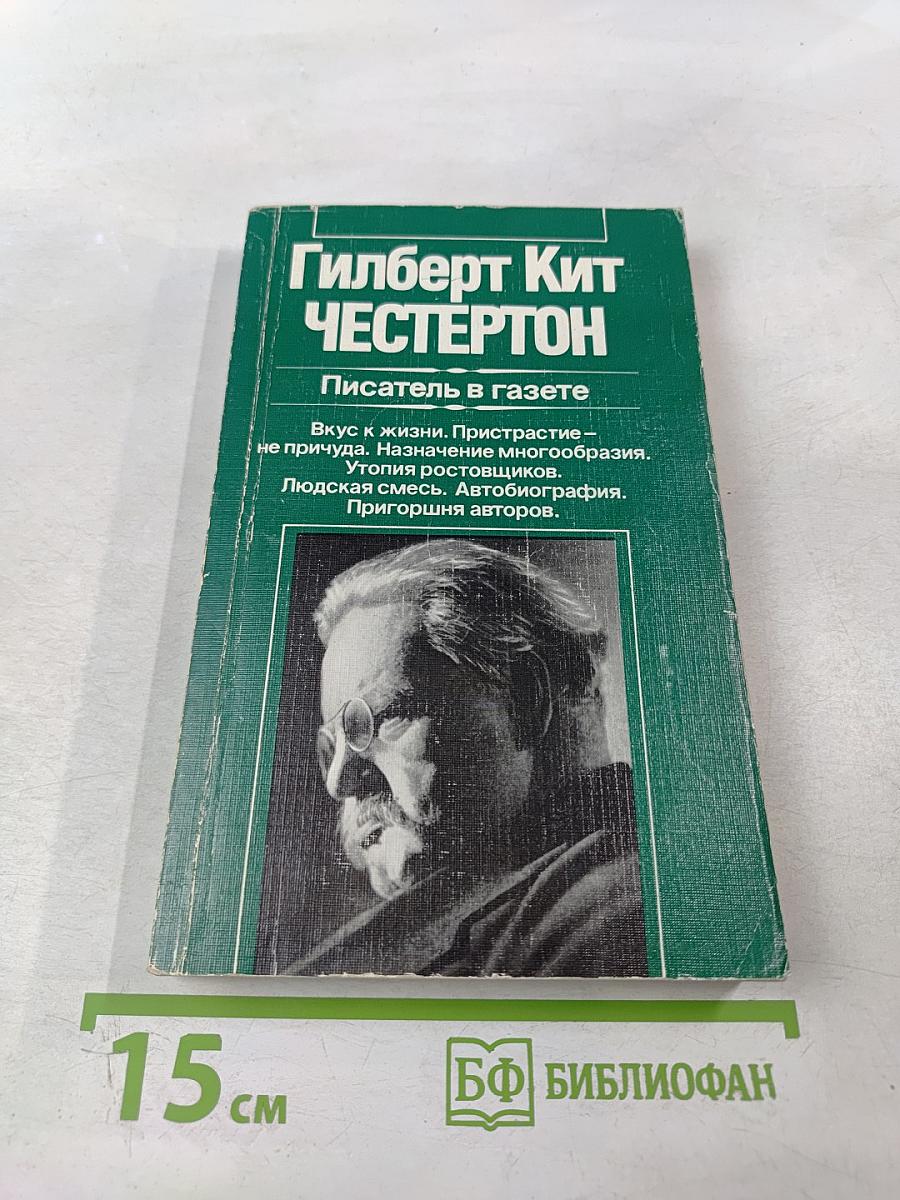 Гилберт Кит
ЧЕСТЕРТОН
Писатель в газете
Вкус к жизни. Пристрастие –
не причуда. Назначение многообразия.
Утопия ростовщиков.
Людская смесь. Автобиография.
Пригоршня авторов.
15 см
БФ БИБЛИОФАН